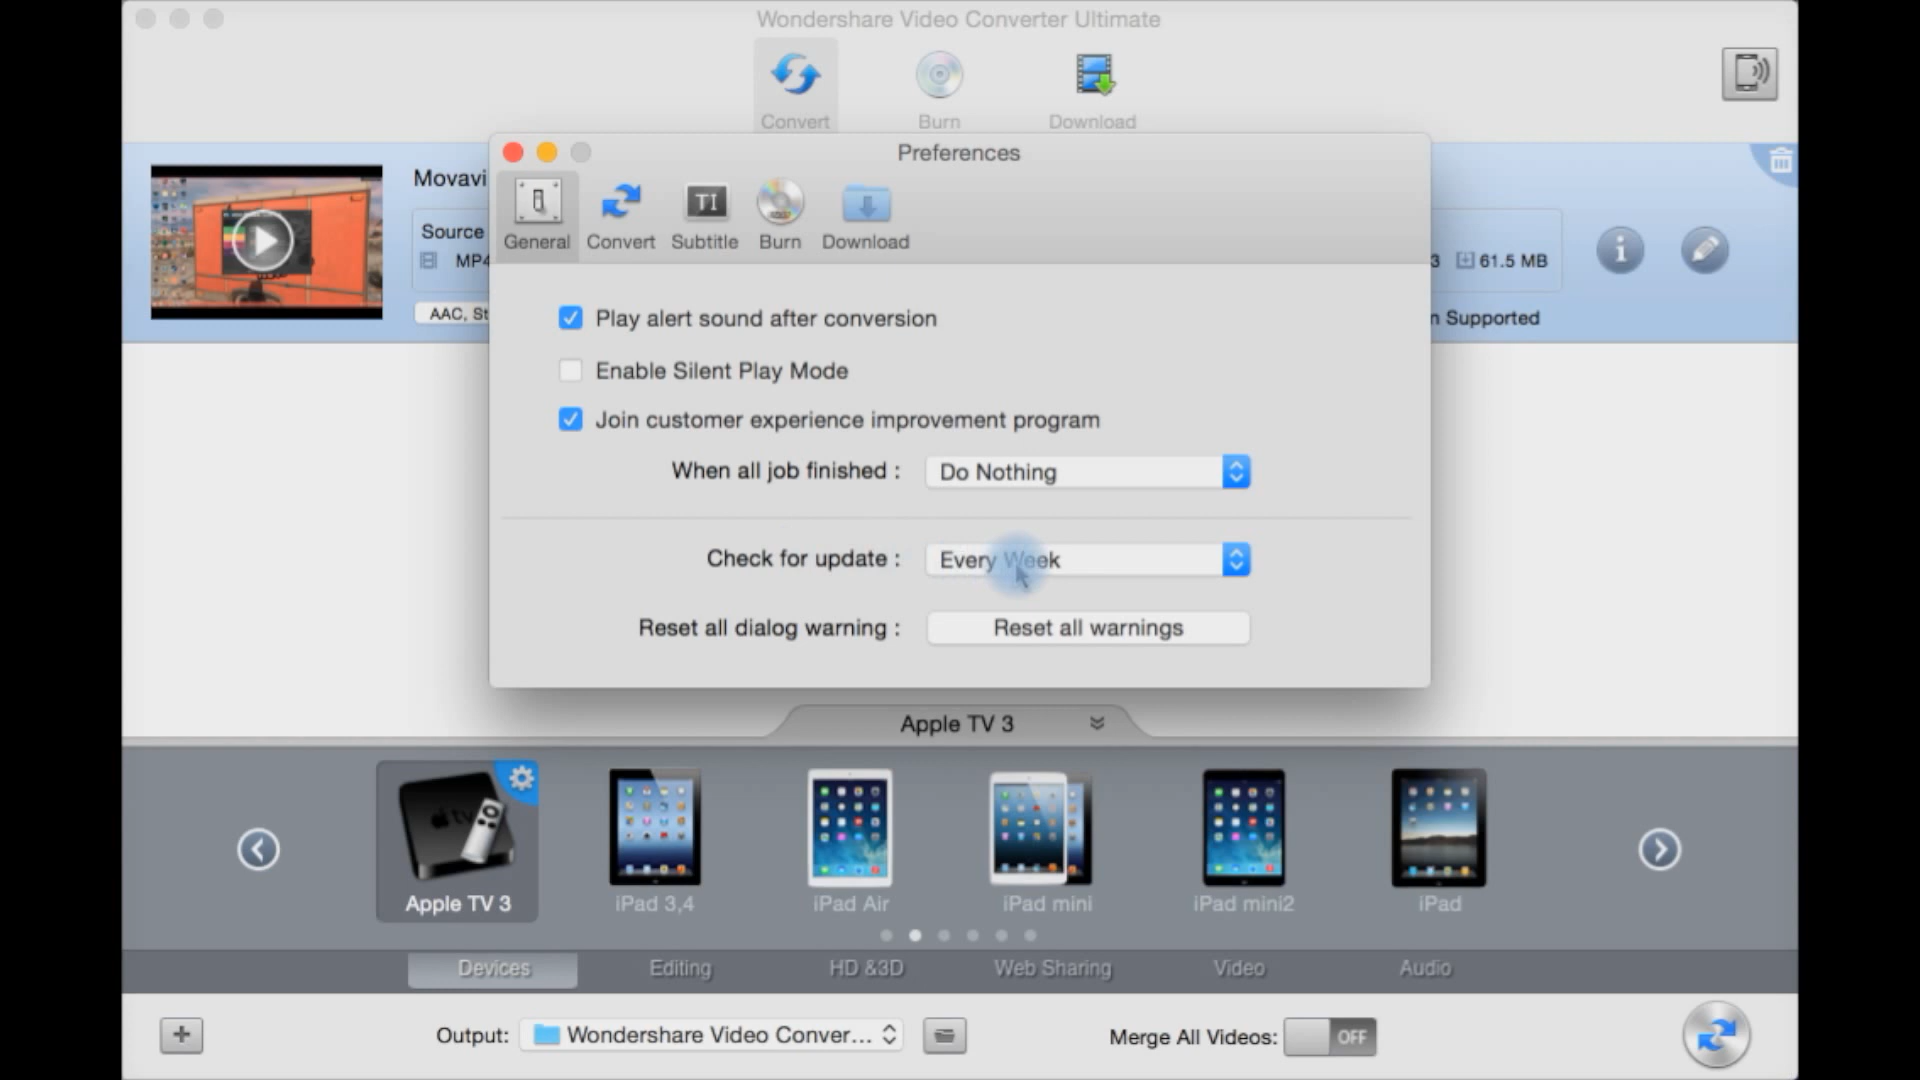 Wondershare Video Converter Ultimate
Convert
Burn
Download
Preferences
General
Convert
TI
Subtitle
Burn
Download
Movavi
Source
MP4
AAC, St
3
61.5 MB
n Supported
Play alert sound after conversion
Enable Silent Play Mode
Join customer experience improvement program
When all job finished :
Do Nothing
Check for update :
Every Week
Reset all dialog warning :
Reset all warnings
Apple TV 3
tv
Apple TV 3
iPad 3,4
iPad Air
iPad mini
iPad mini2
iPad
Devices
Editing
HD &3D
Web Sharing
Video
Audio
Output:
Wondershare Video Conver...
Merge All Videos:
OFF